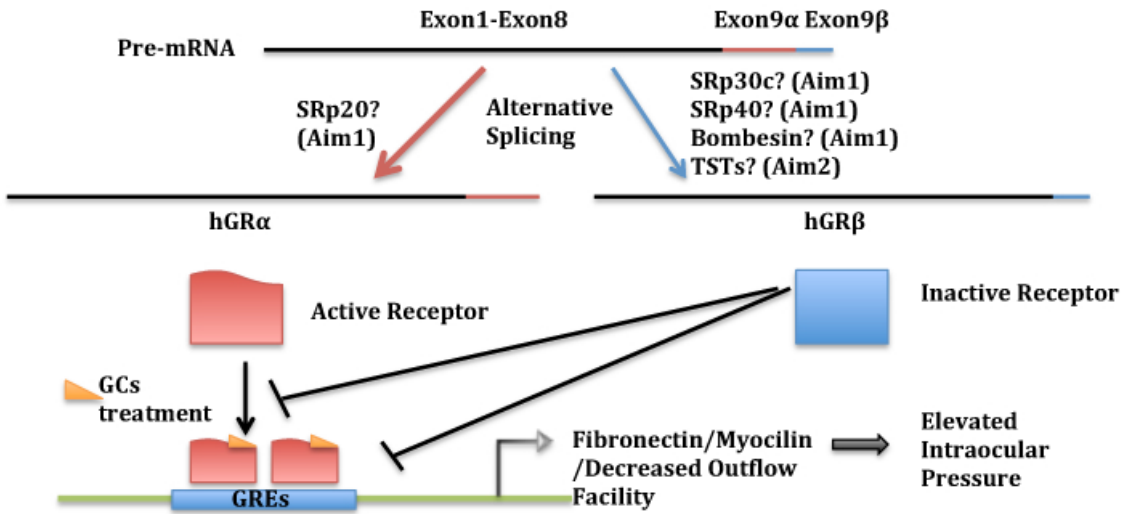 Exon1-Exon8
Exon9α Exon9β
Pre-mRNA
SRp20?
(Aim1)
Alternative
Splicing
SRp30c? (Aim1)
SRp40? (Aim1)
Bombesin? (Aim1)
TSTs? (Aim2)
hGRα
hGRβ
Active Receptor
Inactive Receptor
GCs
treatment
GREs
Fibronectin/Myocilin
/Decreased Outflow
Facility
Elevated
Intraocular
Pressure